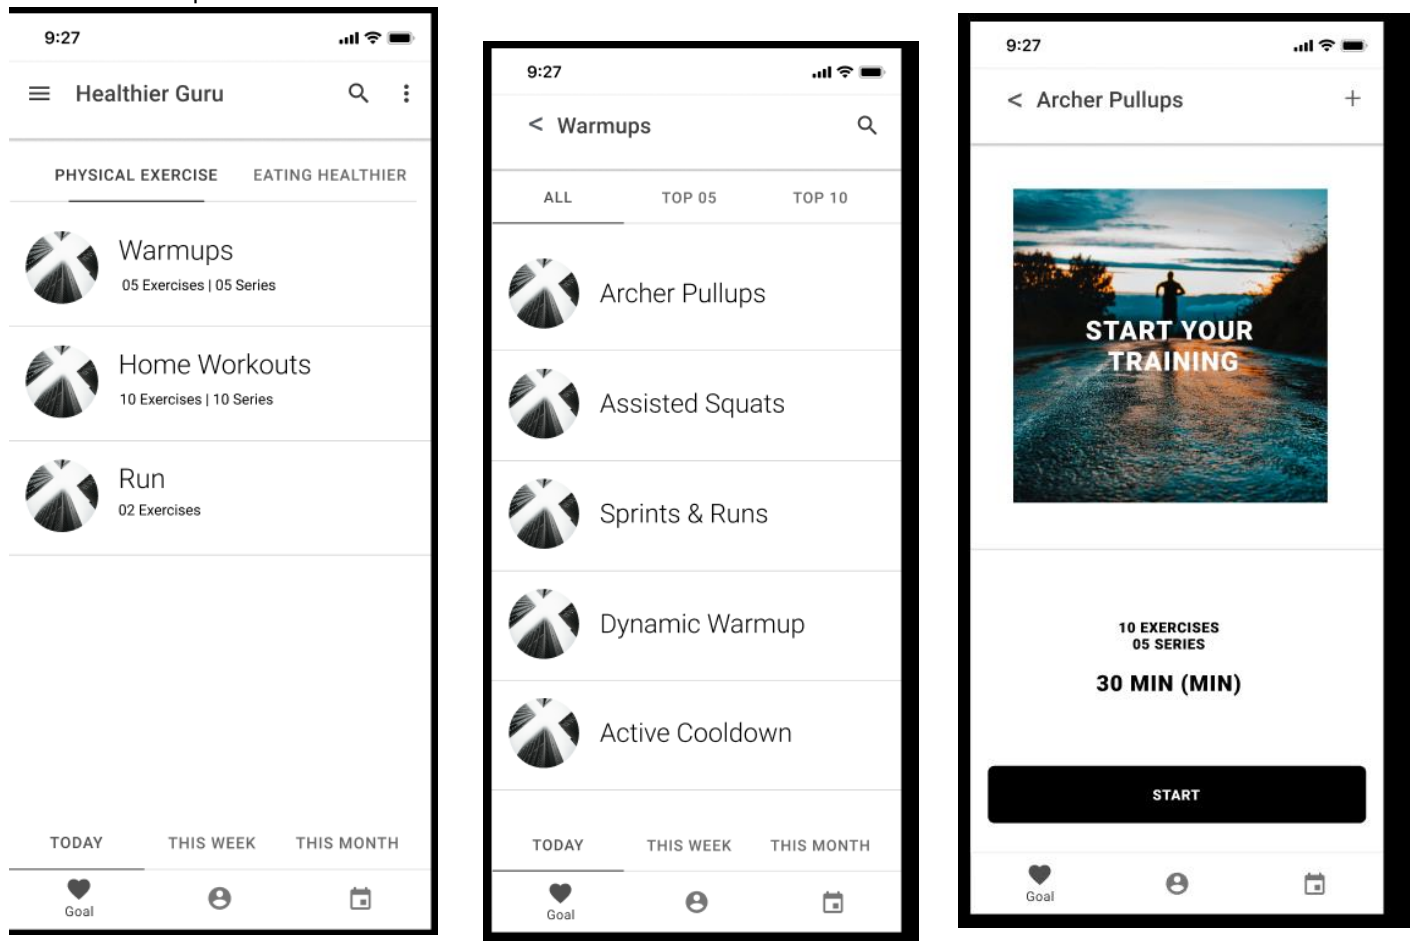 9:27
Healthier Guru
PHYSICAL EXERCISE EATING HEALTHIER
Warmups
05 Exercises | 05 Series
Home Workouts
10 Exercises | 10 Series
Run
02 Exercises
TODAY THIS WEEK THIS MONTH
Goal
9:27
< Warmups
ALL TOP 05 TOP 10
Archer Pullups
Assisted Squats
Sprints & Runs
Dynamic Warmup
Active Cooldown
TODAY THIS WEEK THIS MONTH
Goal
9:27
< Archer Pullups +
START YOUR
TRAINING
10 EXERCISES
05 SERIES
30 MIN (MIN)
START
Goal